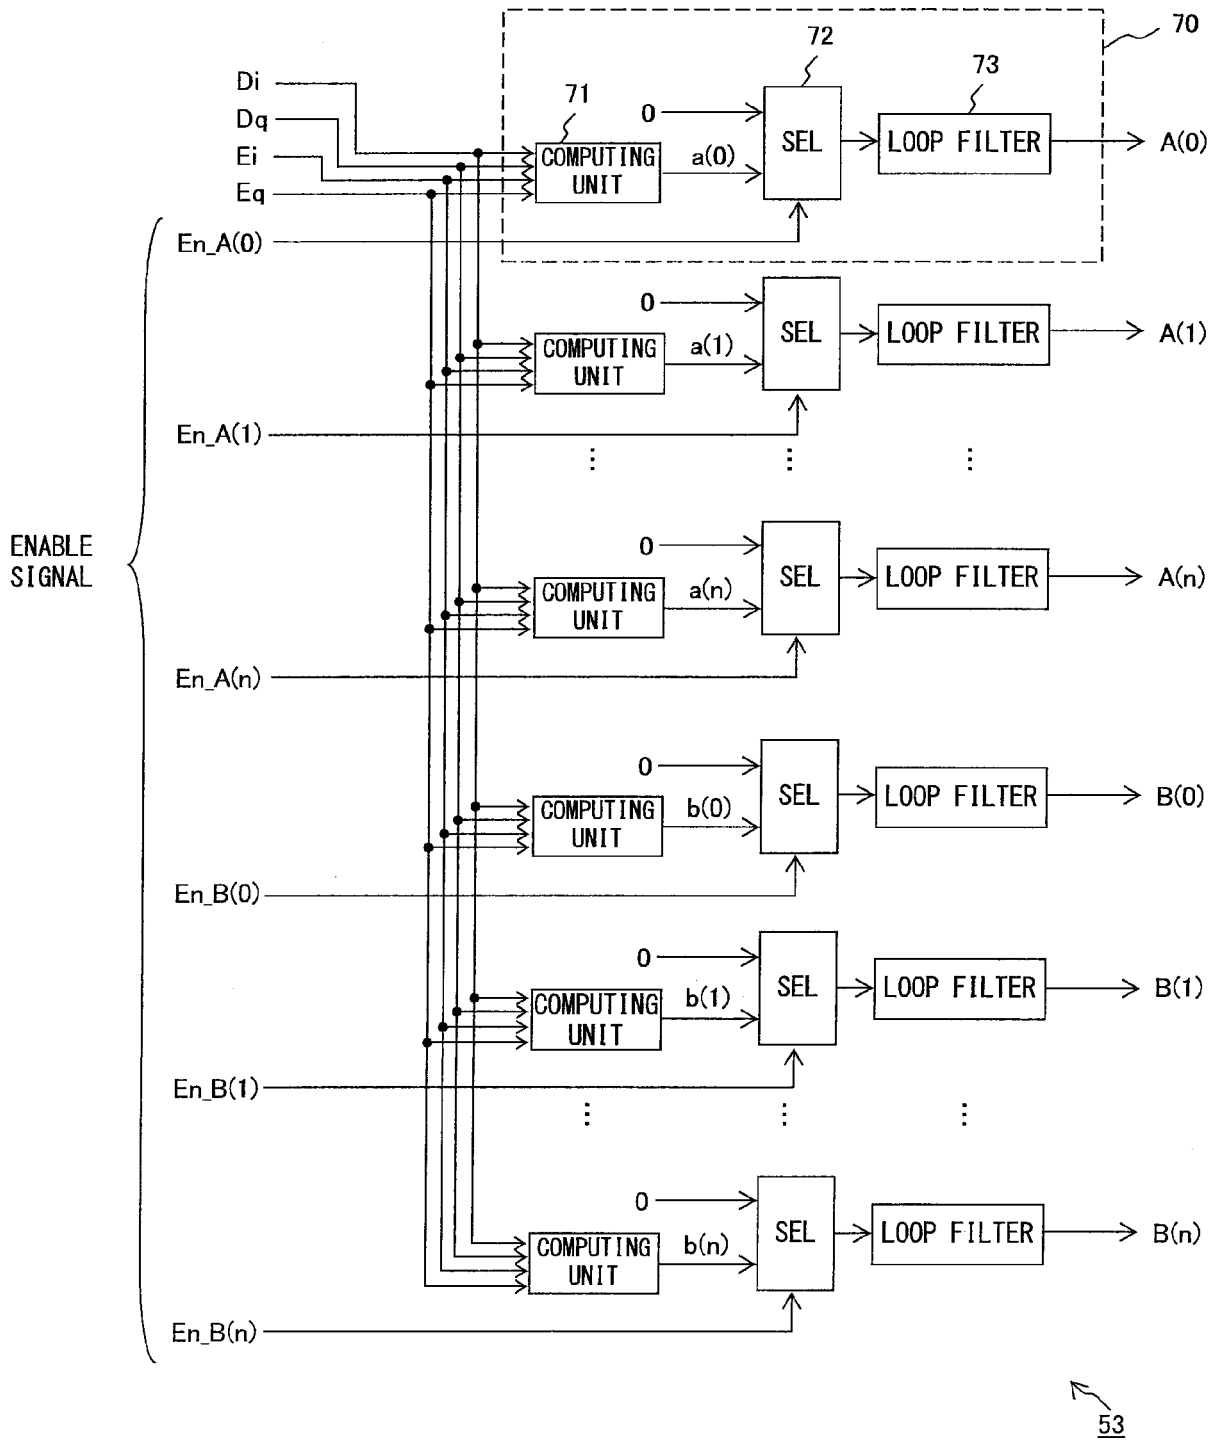 70
72
73
Di
71
0
Dq
SEL
LOOP FILTER
A(0)
Ei
COMPUTING
UNIT
a(0)
Eq
En_A(0)
0
SEL
LOOP FILTER
A(1)
COMPUTING
UNIT
a(1)
En_A(1)
ENABLE
SIGNAL
0
SEL
LOOP FILTER
A(n)
COMPUTING
UNIT
a(n)
En_A(n)
0
SEL
LOOP FILTER
B(0)
COMPUTING
UNIT
b(0)
En_B(0)
0
SEL
LOOP FILTER
B(1)
COMPUTING
UNIT
b(1)
En_B(1)
0
SEL
LOOP FILTER
B(n)
COMPUTING
UNIT
b(n)
En_B(n)
53